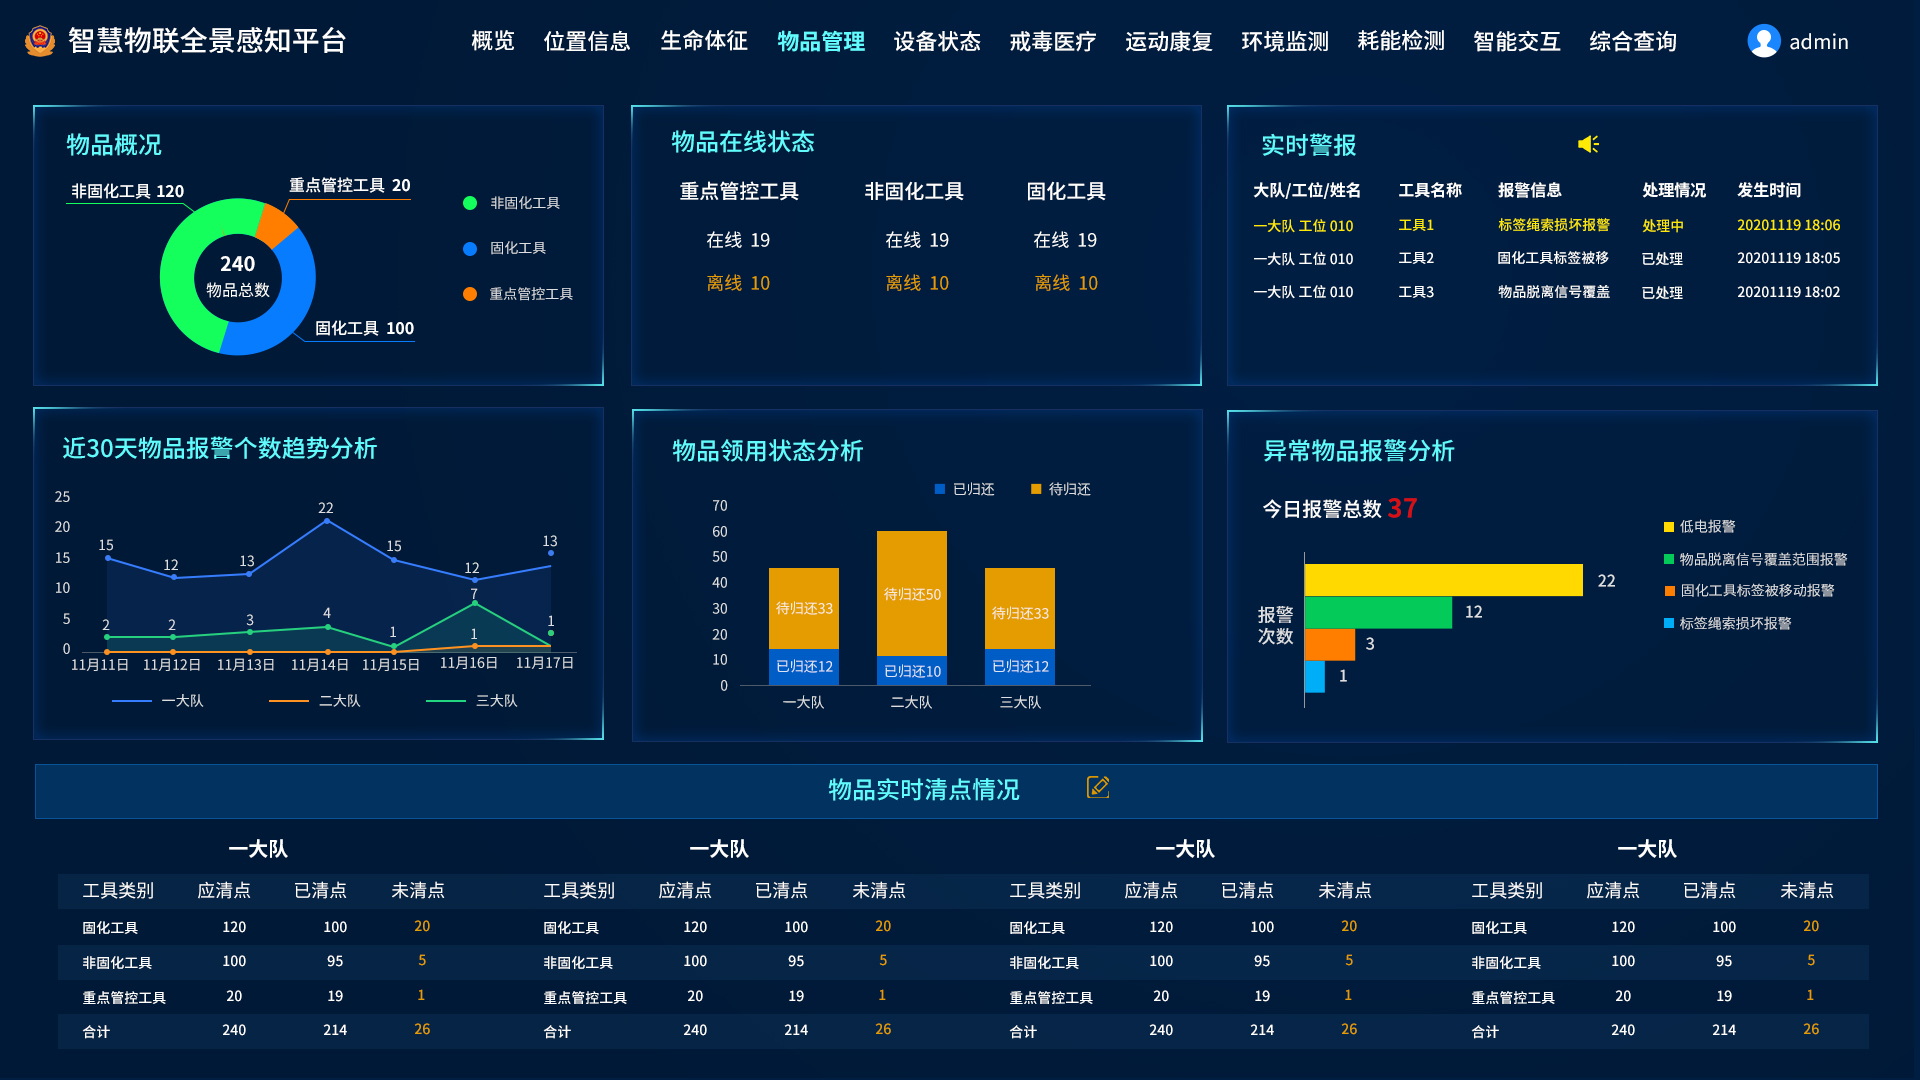 智慧物联全景感知平台
概览 位置信息 生命体征 物品管理 设备状态 戒毒医疗 运动康复 环境监测 耗能检测 智能交互 综合查询
admin
物品概况
非固化工具 120
重点管控工具 20
240
物品总数
固化工具 100
非固化工具
固化工具
重点管控工具
物品在线状态
重点管控工具 非固化工具 固化工具
在线 19 在线 19 在线 19
离线 10 离线 10 离线 10
实时警报
大队/工位/姓名 工具名称 报警信息 处理情况 发生时间
一大队 工位 010 工具1 标签绳索损坏报警 处理中 20201119 18:06
一大队 工位 010 工具2 固化工具标签被移 已处理 20201119 18:05
一大队 工位 010 工具3 物品脱离信号覆盖 已处理 20201119 18:02
近30天物品报警个数趋势分析
25
20
15
10
5
0
15 12 13 22 15 12 13
2 2 3 4 1 7 1
1
11月11日 11月12日 11月13日 11月14日 11月15日 11月16日 11月17日
一大队 二大队 三大队
物品领用状态分析
已归还 待归还
70
60
50
40
30
20
10
0
待归还33 待归还50 待归还33
已归还12 已归还10 已归还12
一大队 二大队 三大队
异常物品报警分析
今日报警总数 37
报警
次数
22
12
3
1
低电报警
物品脱离信号覆盖范围报警
固化工具标签被移动报警
标签绳索损坏报警
物品实时清点情况
一大队 一大队 一大队 一大队
工具类别 应清点 已清点 未清点 工具类别 应清点 已清点 未清点 工具类别 应清点 已清点 未清点 工具类别 应清点 已清点 未清点
固化工具 120 100 20 固化工具 120 100 20 固化工具 120 100 20 固化工具 120 100 20
非固化工具 100 95 5 非固化工具 100 95 5 非固化工具 100 95 5 非固化工具 100 95 5
重点管控工具 20 19 1 重点管控工具 20 19 1 重点管控工具 20 19 1 重点管控工具 20 19 1
合计 240 214 26 合计 240 214 26 合计 240 214 26 合计 240 214 26